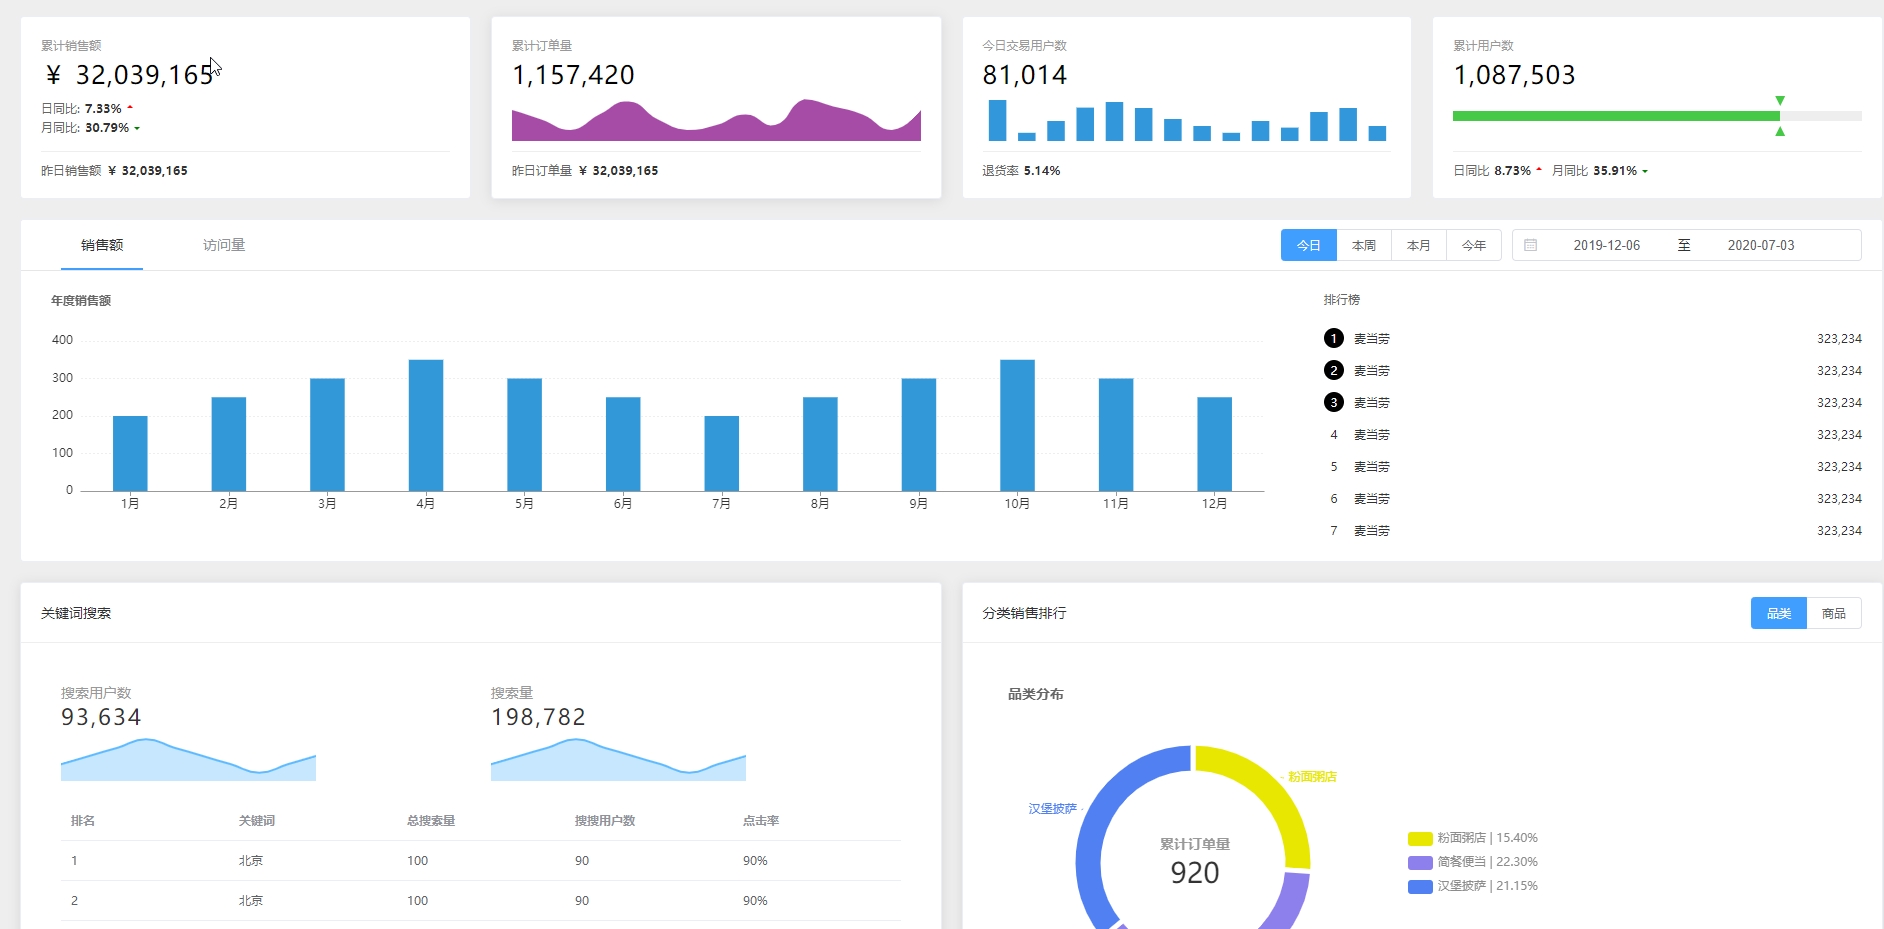 累计销售额
¥ 32,039,165
日同比: 7.33%
月同比: 30.79%
昨日销售额 ¥ 32,039,165
累计订单量
1,157,420
昨日订单量 ¥ 32,039,165
今日交易用户数
81,014
退货率 5.14%
累计用户数
1,087,503
日同比 8.73% 月同比 35.91%
销售额 访问量
今日 本周 本月 今年 2019-12-06 至 2020-07-03
年度销售额
400
300
200
100
0
1月 2月 3月 4月 5月 6月 7月 8月 9月 10月 11月 12月
排行榜
1 麦当劳 323,234
2 麦当劳 323,234
3 麦当劳 323,234
4 麦当劳 323,234
5 麦当劳 323,234
6 麦当劳 323,234
7 麦当劳 323,234
关键词搜索
搜索用户数
93,634
搜索量
198,782
排名 关键词 总搜索量 搜搜用户数 点击率
1 北京 100 90 90%
2 北京 100 90 90%
分类销售排行
品类 商品
品类分布
粉面粥店
汉堡披萨
累计订单量
920
粉面粥店 | 15.40%
简餐便当 | 22.30%
汉堡披萨 | 21.15%